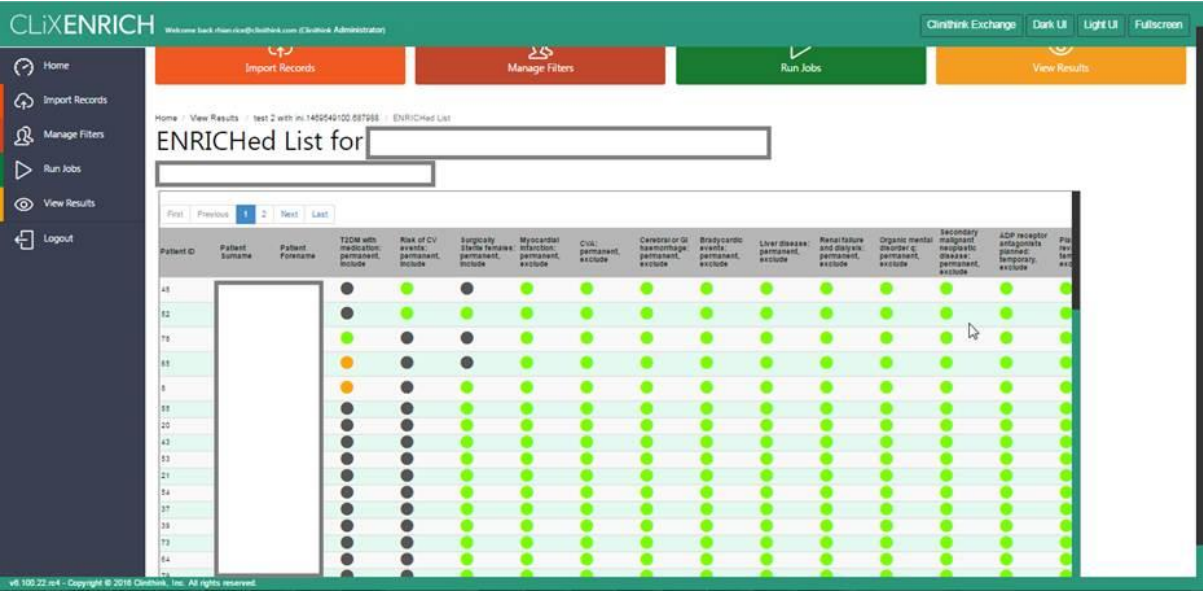 CLiXENRICH
Welcome back rhian.rice@clinithink.com (Clinithink Administrator)
Clinithink Exchange
Dark UI
Light UI
Fullscreen
Home
Import Records
Manage Filters
Run Jobs
View Results
Logout
Import Records
Manage Filters
Run Jobs
View Results
Home / View Results / test 2 with ini.1469549100.687988 / ENRICHed List
ENRICHed List for
First Previous 1 2 Next Last
Patient ID
Patient
Surname
Patient
Forename
T2DM with
medication:
permanent,
include
Risk of CV
events:
permanent,
include
Surgically
Sterile females:
permanent,
include
Myocardial
infarction:
permanent,
exclude
CVA:
permanent,
exclude
Cerebral or GI
haemorrhage:
permanent,
exclude
Bradycardic
events:
permanent,
exclude
Liver disease:
permanent,
exclude
Renal failure
and dialysis:
permanent,
exclude
Organic mental
disorder q:
permanent,
exclude
Secondary
malignant
neoplastic
disease:
permanent,
exclude
ADP receptor
antagonists
planned:
temporary,
exclude
52
78
5
20
43
53
21
54
37
73
64
v6.100.22.rc4 - Copyright © 2016 Clinithink, Inc. All rights reserved.